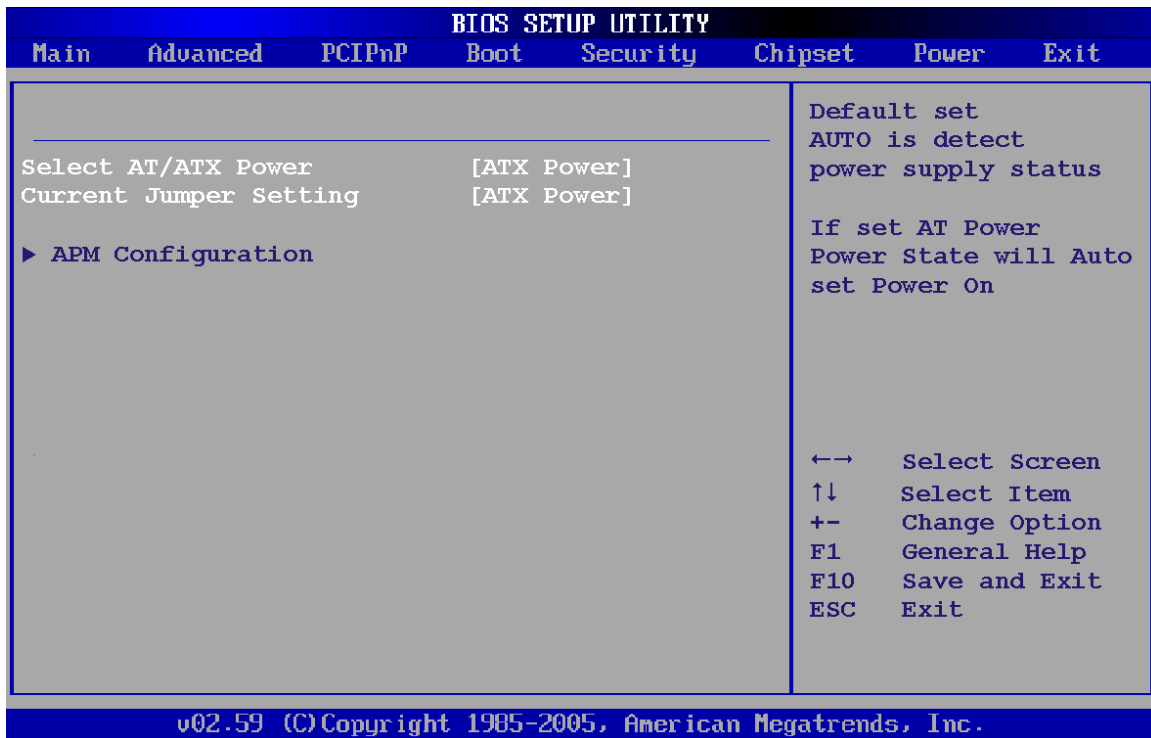 BIOS SETUP UTILITY
Main Advanced PCIPnP Boot Security Chipset Power Exit
Select AT/ATX Power [ATX Power]
Current Jumper Setting [ATX Power]
▶ APM Configuration
Default set
AUTO is detect
power supply status
If set AT Power
Power State will Auto
set Power On
←→ Select Screen
↑↓ Select Item
+- Change Option
F1 General Help
F10 Save and Exit
ESC Exit
v02.59 (C)Copyright 1985-2005, American Megatrends, Inc.